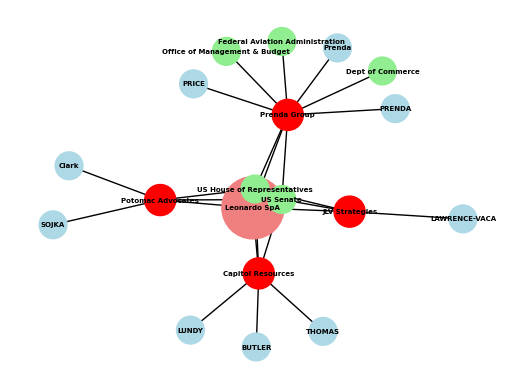 Federal Aviation Administration
Prenda
Office of Management & Budget
Dept of Commerce
PRICE
PRENDA
Prenda Group
Clark
US House of Representatives
Potomac Advocates
US Senate
Leonardo SpA
JLV Strategies
LAWRENCE-VACA
SOJKA
Capitol Resources
LUNDY
THOMAS
BUTLER